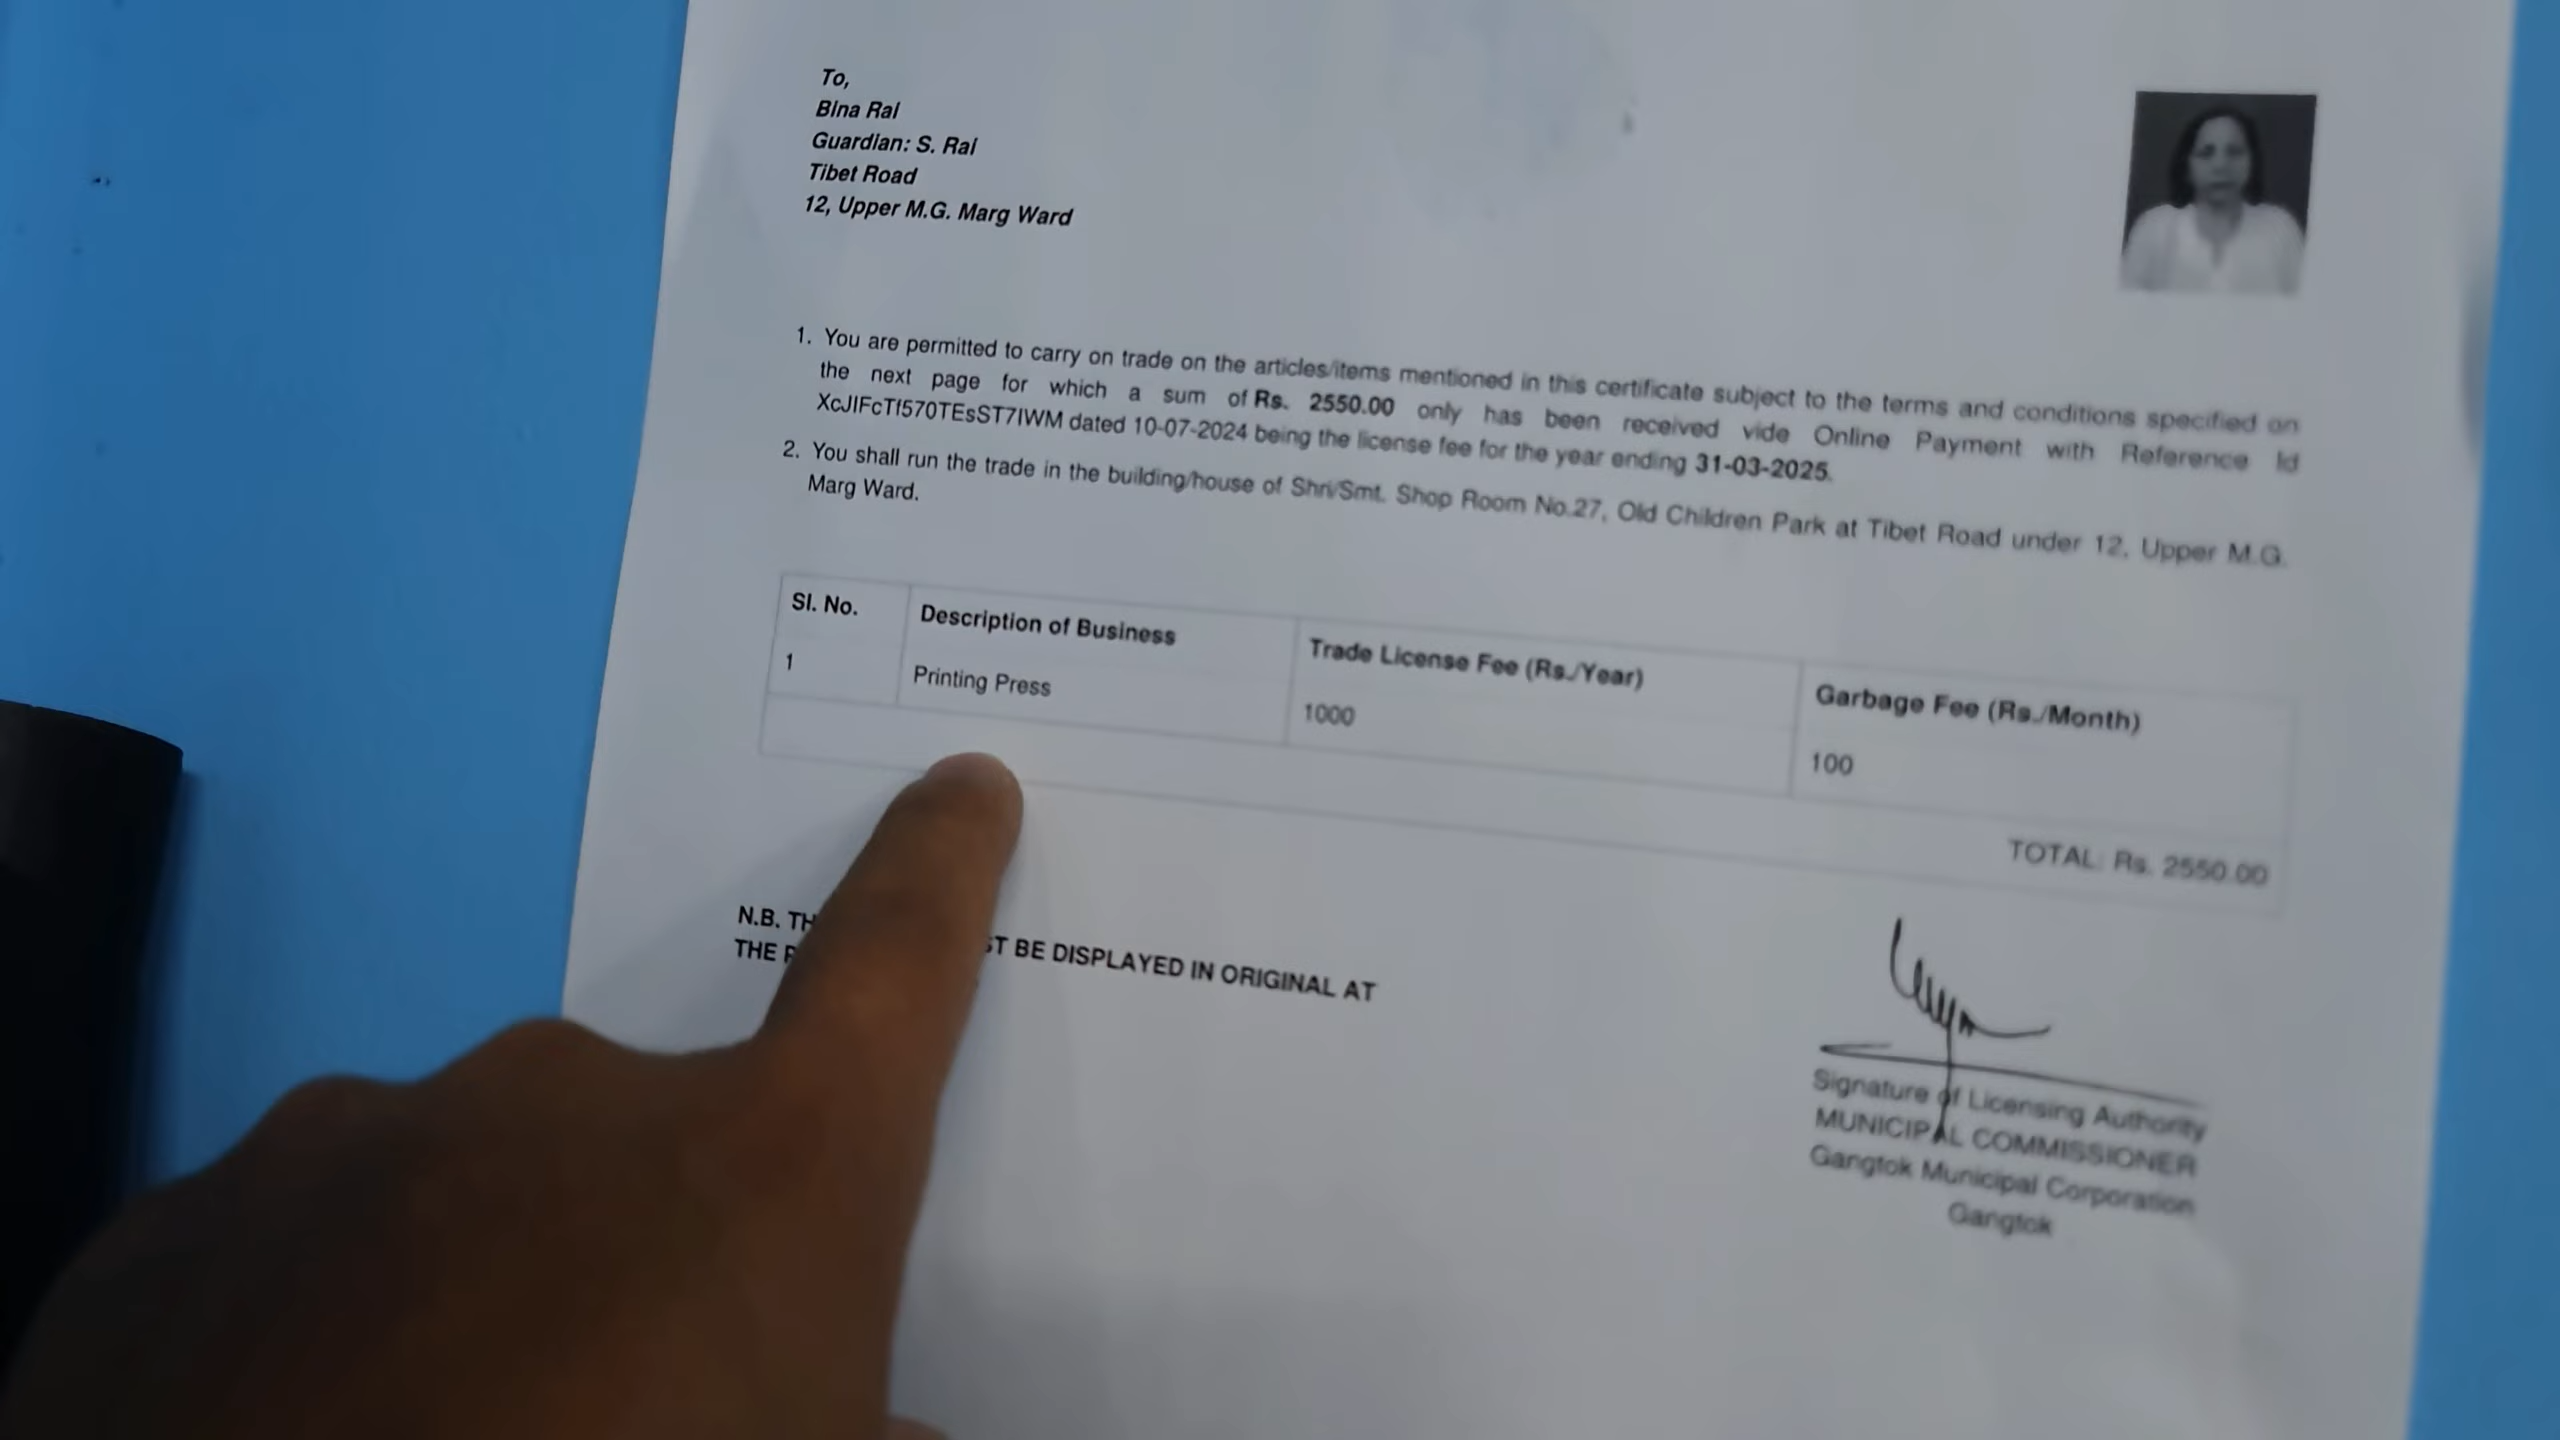 To,
Bina Rai
Guardian: S. Rai
Tibet Road
12, Upper M.G. Marg Ward
1. You are permitted to carry on trade on the articles/items mentioned in this certificate subject to the terms and conditions specified on
the next page for which a sum of Rs. 2550.00 only has been received vide Online Payment with Reference Id
XcJIFcTf570TEsST7IWM dated 10-07-2024 being the license fee for the year ending 31-03-2025.
2. You shall run the trade in the building/house of Shri/Smt. Shop Room No.27, Old Children Park at Tibet Road under 12, Upper M.G.
Marg Ward.
Sl. No. Description of Business Trade License Fee (Rs./Year) Garbage Fee (Rs./Month)
1 Printing Press 1000 100
TOTAL: Rs. 2550.00
N.B. BE DISPLAYED IN ORIGINAL AT
THE
Signature of Licensing Authority
MUNICIPAL COMMISSIONER
Gangtok Municipal Corporation
Gangtok